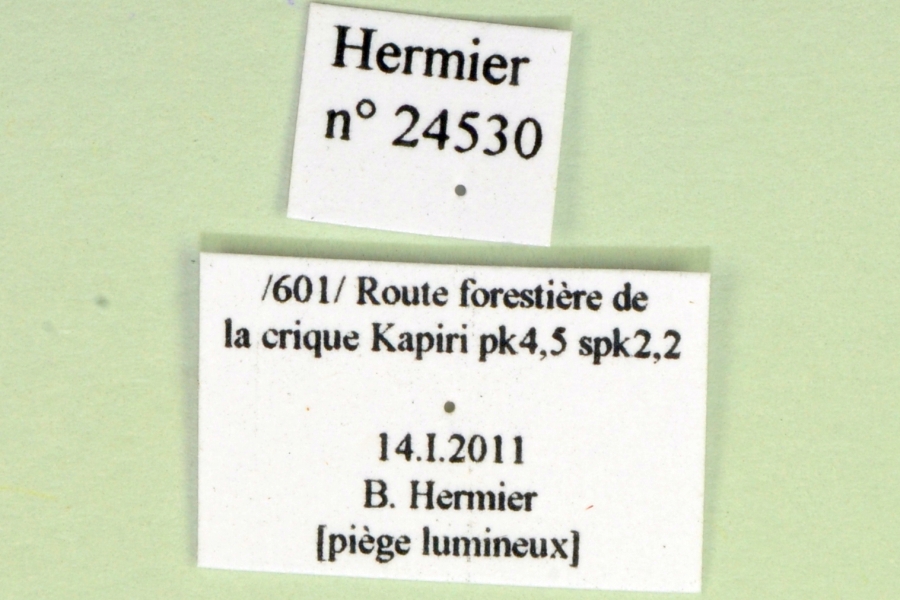 Hermier
n° 24530
/601/ Route forestière de
la crique Kapiri pk4,5 spk2,2
14.I.2011
B. Hermier
[piège lumineux]